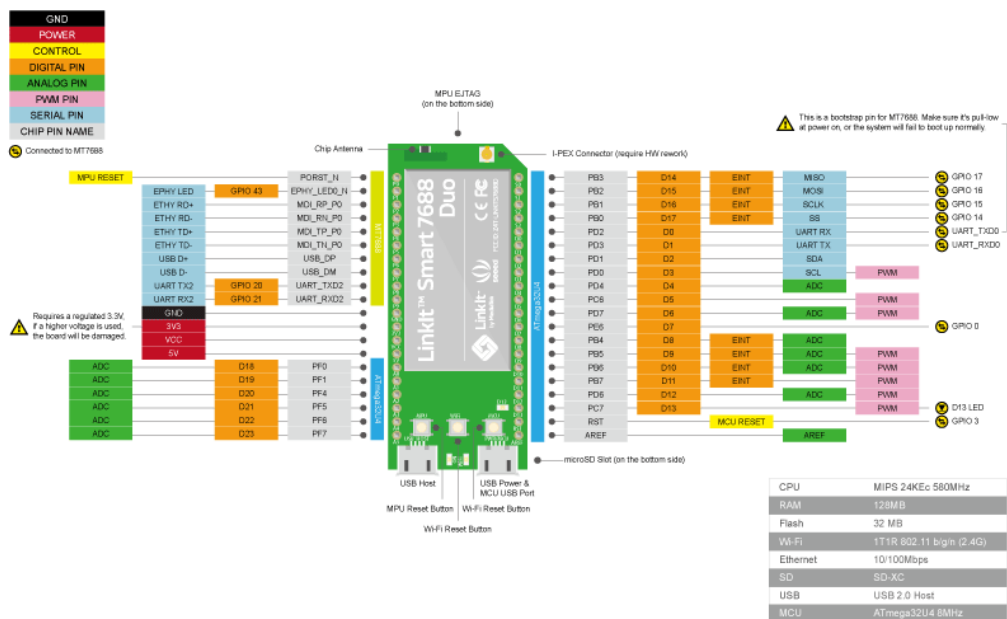 GND
POWER
CONTROL
DIGITAL PIN
ANALOG PIN
PWM PIN
SERIAL PIN
CHIP PIN NAME
Connected to MT7688
MPU EJTAG
(on the bottom side)
Chip Antenna
I-PEX Connector (require HW rework)
This is a bootstrap pin for MT7688. Make sure it's pull-low
at power on, or the system will fail to boot up normally.
MPU RESET PORST_N
EPHY LED GPIO 43 EPHY_LED0_N
ETHY RD+ MDI_RP_P0
ETHY RD- MDI_RN_P0
ETHY TD+ MDI_TP_P0
ETHY TD- MDI_TN_P0
USB D+ USB_DP
USB D- USB_DM
UART TX2 GPIO 20 UART_TXD2
UART RX2 GPIO 21 UART_RXD2
GND
3V3
VCC
5V
Requires a regulated 3.3V,
if a higher voltage is used,
the board will be damaged.
ADC D18 PF0
ADC D19 PF1
ADC D20 PF4
ADC D21 PF5
ADC D22 PF6
ADC D23 PF7
MT7688
ATmega32U4
LinkIt™ Smart 7688
Duo
CE FC
LinkIt
seeed
ATmega32U4
PB3 D14 EINT MISO GPIO 17
PB2 D15 EINT MOSI GPIO 16
PB1 D16 EINT SCLK GPIO 15
PB0 D17 EINT SS GPIO 14
PD2 D0 UART RX UART_TXD0
PD3 D1 UART TX UART_RXD0
PD1 D2 SDA
PD0 D3 SCL PWM
PD4 D4 ADC
PC6 D5 PWM
PD7 D6 ADC PWM
PE6 D7 GPIO 0
PB4 D8 EINT ADC
PB5 D9 EINT ADC PWM
PB6 D10 EINT ADC PWM
PB7 D11 EINT PWM
PD6 D12 ADC PWM
PC7 D13 PWM D13 LED
RST MCU RESET GPIO 3
AREF AREF
microSD Slot (on the bottom side)
USB Host
USB Power &
MCU USB Port
MPU Reset Button
Wi-Fi Reset Button
Wi-Fi Reset Button
CPU MIPS 24KEc 580MHz
RAM 128MB
Flash 32 MB
Wi-Fi 1T1R 802.11 b/g/n (2.4G)
Ethernet 10/100Mbps
SD SD-XC
USB USB 2.0 Host
MCU ATmega32U4 8MHz